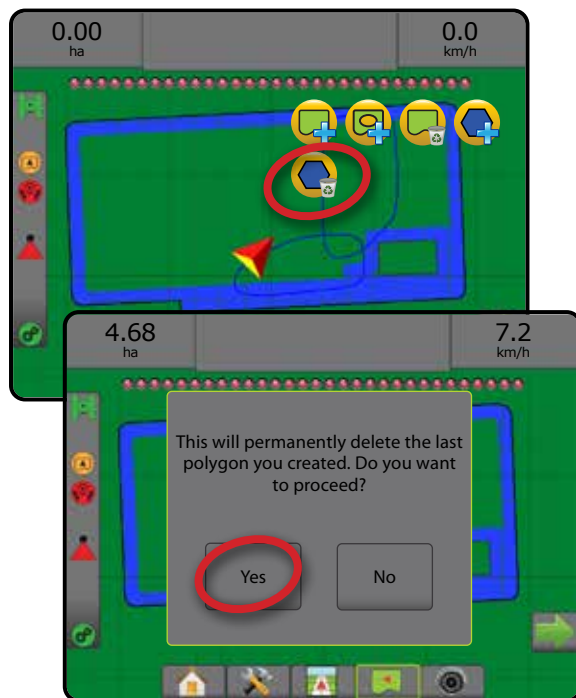 0.00
ha
0.0
km/h
4.68
ha
7.2
km/h
This will permanently delete the last
polygon you created. Do you want
to proceed?
Yes
No